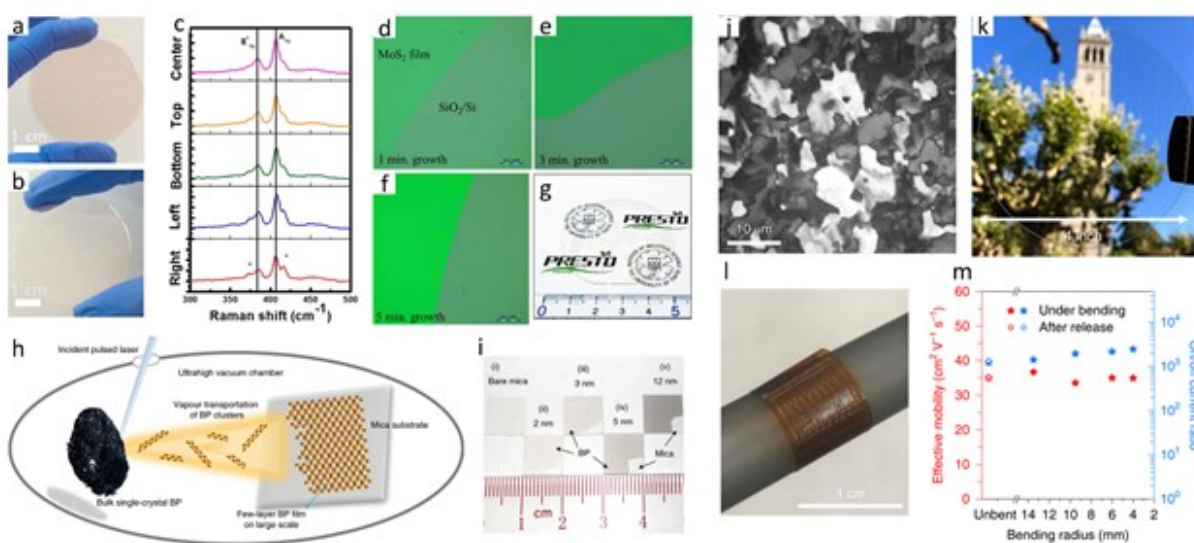 a
1 cm
b
1 cm
c
Center
Top
Bottom
Left
Right
300 350 400 450 500
Raman shift (cm-1)
d
MoS2 film
SiO2/Si
1 min. growth
e
3 min. growth
f
5 min. growth
g
PRESTO
PRESTO
0 1 2 3 4 5
h
Incident pulsed laser
Ultrahigh vacuum chamber
Vapour transportation
of BP clusters
Mica substrate
Bulk single-crystal BP
Few-layer BP film
on large scale
i
(i) (iii) (v)
Bare mica 3 nm 12 nm
(ii) (iv)
2 nm 5 nm
BP Mica
1 cm 2 3 4
10 µm
k
l
1 cm
m
Effective mobility (cm2 V-1 s-1)
60
50
40
30
20
10
0
Under bending
After release
104
103
102
101
100
Unbent 14 12 10 8 6 4 2
Bending radius (mm)